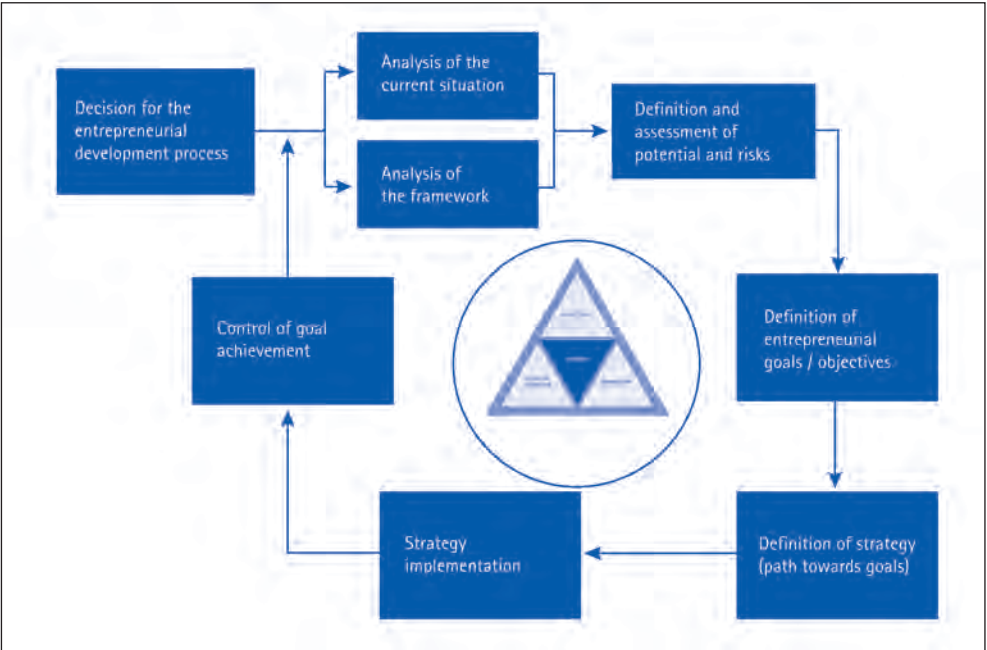 Decision for the
entrepreneurial
development process
Analysis of the
current situation
Analysis of
the framework
Definition and
assessment of
potential and risks
Definition of
entrepreneurial
goals / objectives
Definition of strategy
(path towards goals)
Strategy
implementation
Control of goal
achievement